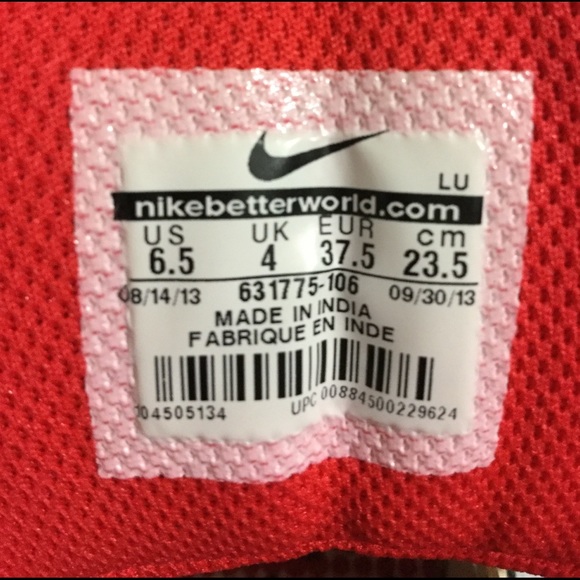 LU
nikebetterworld.com
US UK EUR cm
6.5 4 37.5 23.5
08/14/13 631775-106 09/30/13
MADE IN INDIA
FABRIQUE EN INDE
004505134 UPC 00884500229624